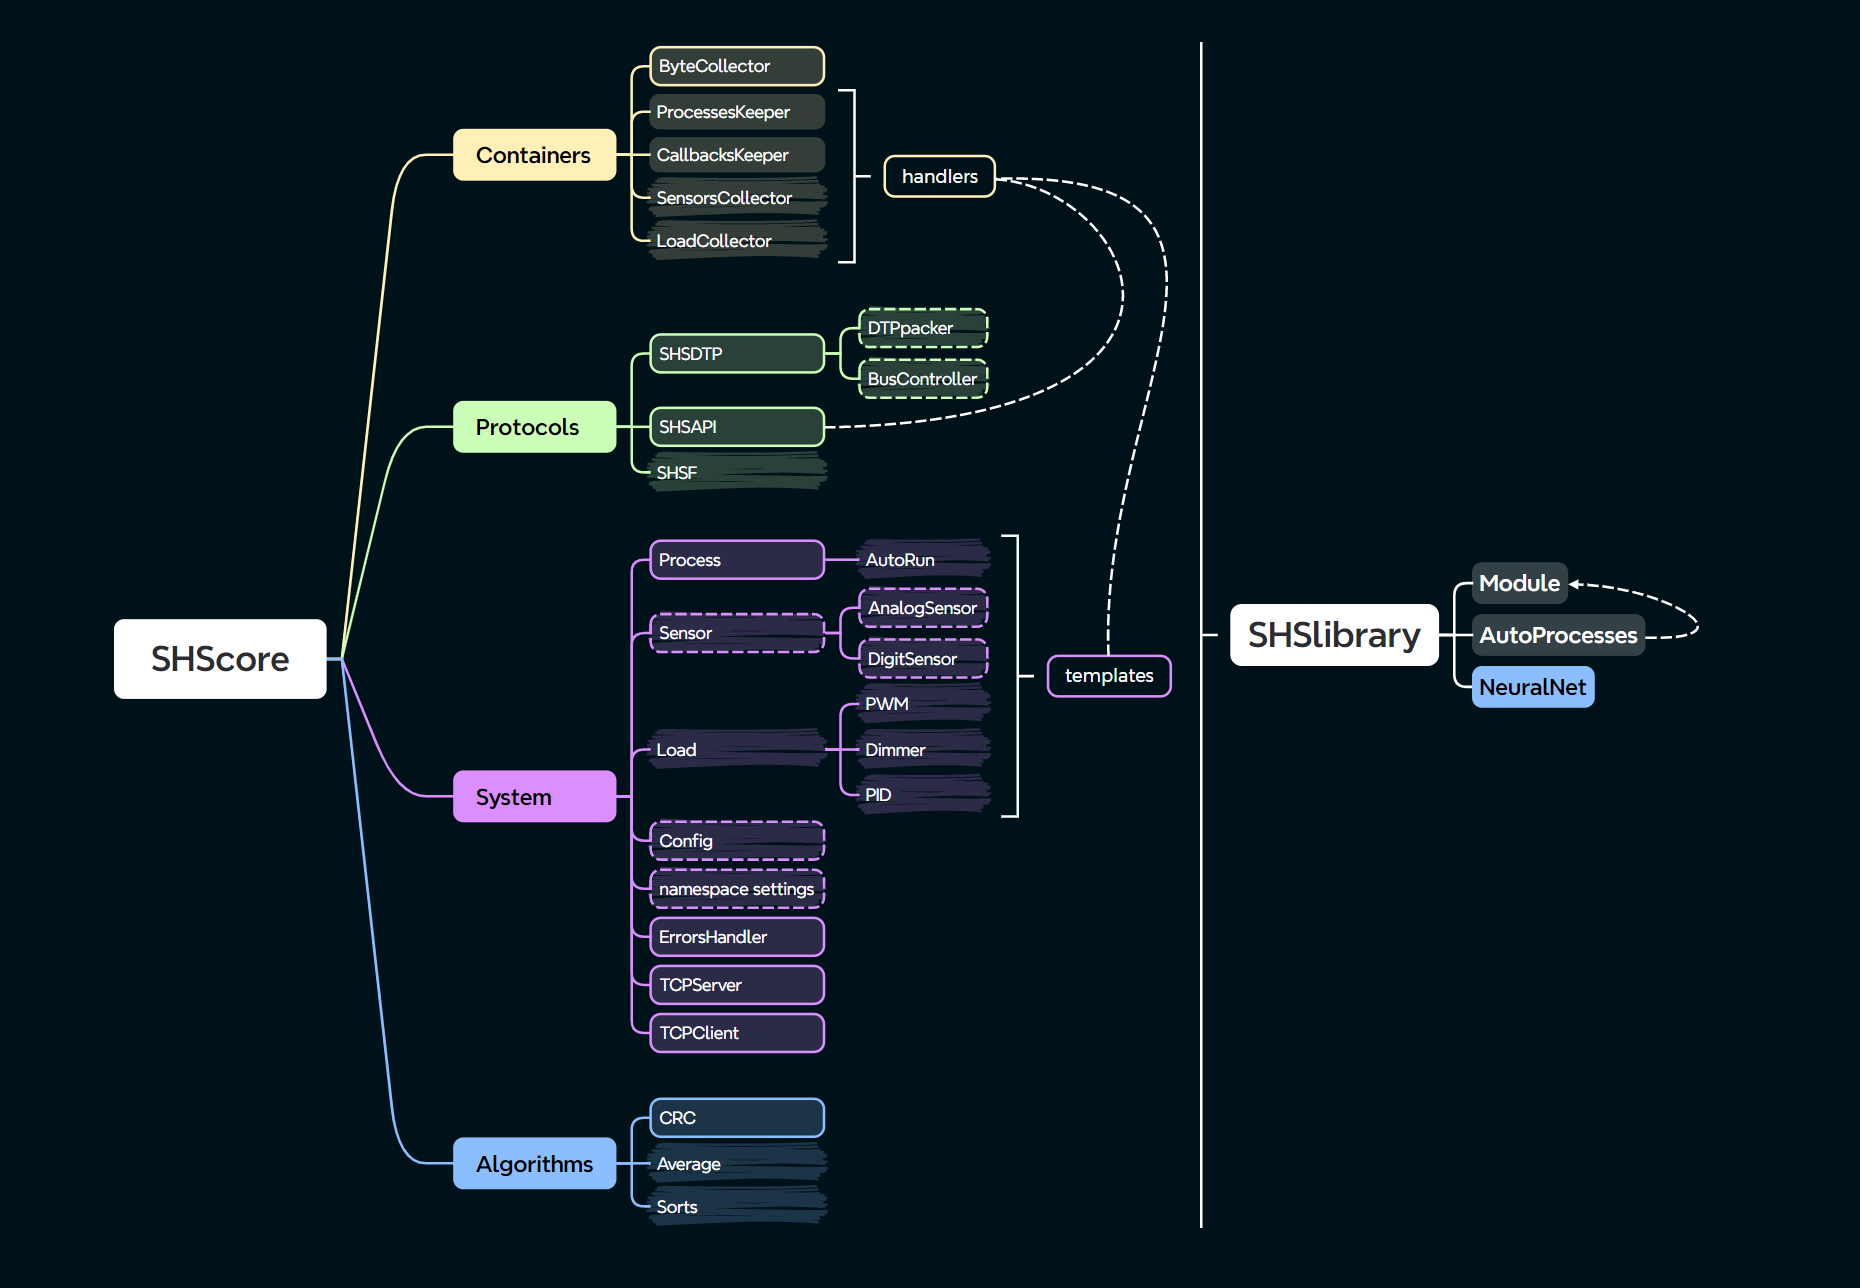 SHScore
Containers
ByteCollector
ProcessesKeeper
CallbacksKeeper
SensorsCollector
LoadCollector
handlers
Protocols
SHSDTP
DTPpacker
BusController
SHSAPI
SHSF
System
Process
AutoRun
Sensor
AnalogSensor
DigitSensor
Load
PWM
Dimmer
PID
templates
Config
namespace settings
ErrorsHandler
TCPServer
TCPClient
Algorithms
CRC
Average
Sorts
SHSlibrary
Module
AutoProcesses
NeuralNet